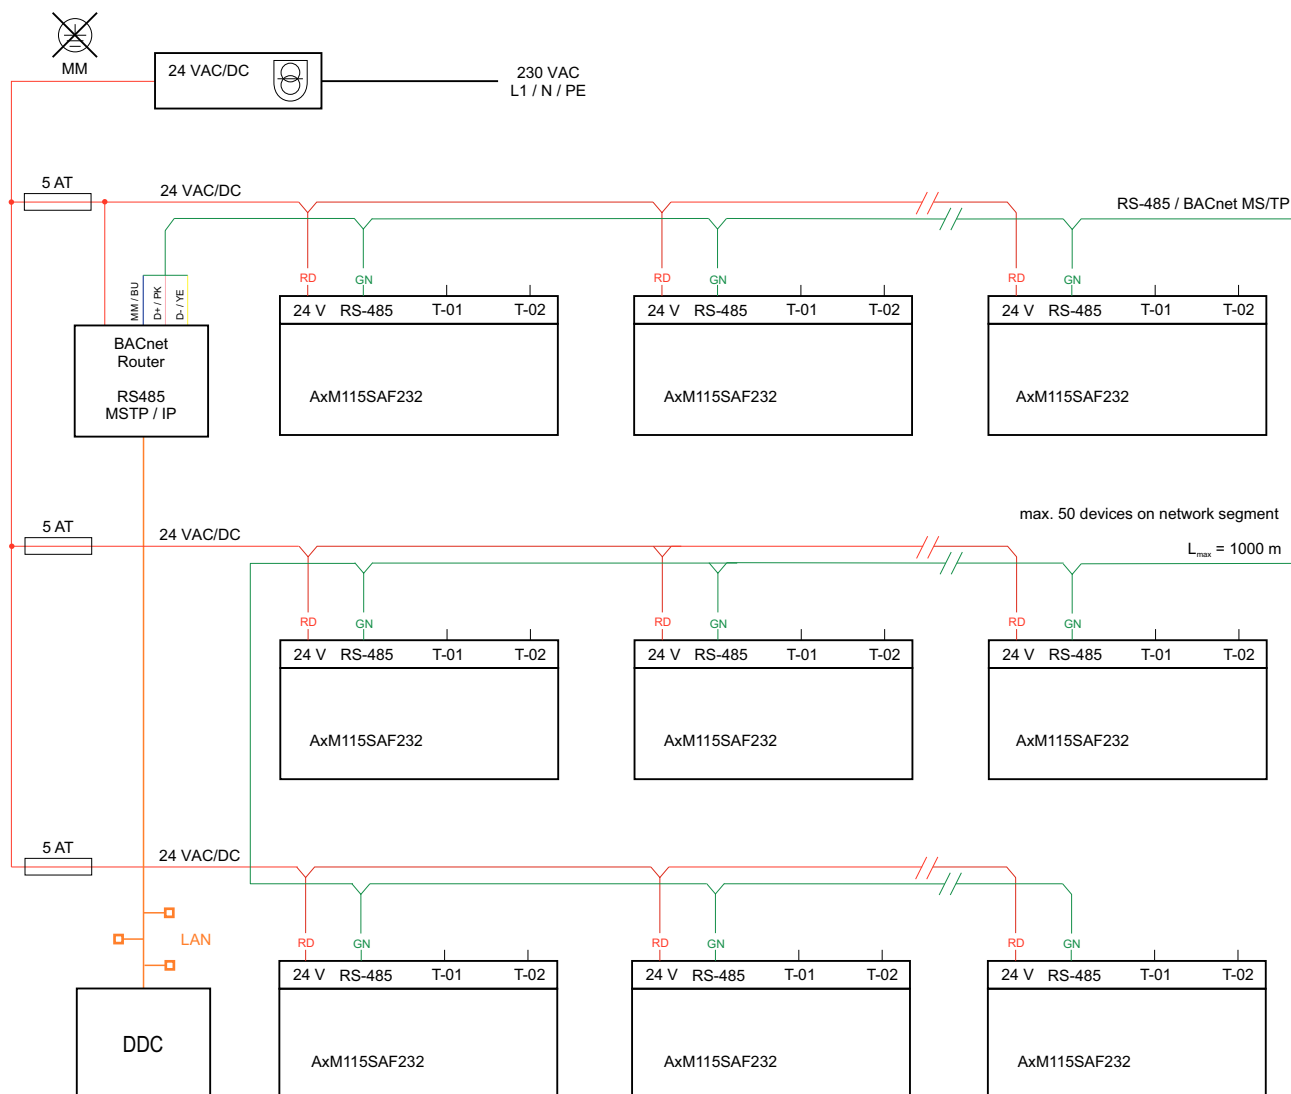 MM
24 VAC/DC
230 VAC
L1 / N / PE
5 AT
24 VAC/DC
RS-485 / BACnet MS/TP
RD
GN
RD
GN
RD
GN
MM / BU
D+ / PK
D- / YE
24 V RS-485 T-01 T-02
24 V RS-485 T-01 T-02
24 V RS-485 T-01 T-02
BACnet
Router
RS485
MSTP / IP
AxM115SAF232
AxM115SAF232
AxM115SAF232
max. 50 devices on network segment
5 AT
24 VAC/DC
Lmax = 1000 m
RD
GN
RD
GN
RD
GN
24 V RS-485 T-01 T-02
24 V RS-485 T-01 T-02
24 V RS-485 T-01 T-02
AxM115SAF232
AxM115SAF232
AxM115SAF232
5 AT
24 VAC/DC
LAN
RD
GN
RD
GN
RD
GN
24 V RS-485 T-01 T-02
24 V RS-485 T-01 T-02
24 V RS-485 T-01 T-02
DDC
AxM115SAF232
AxM115SAF232
AxM115SAF232